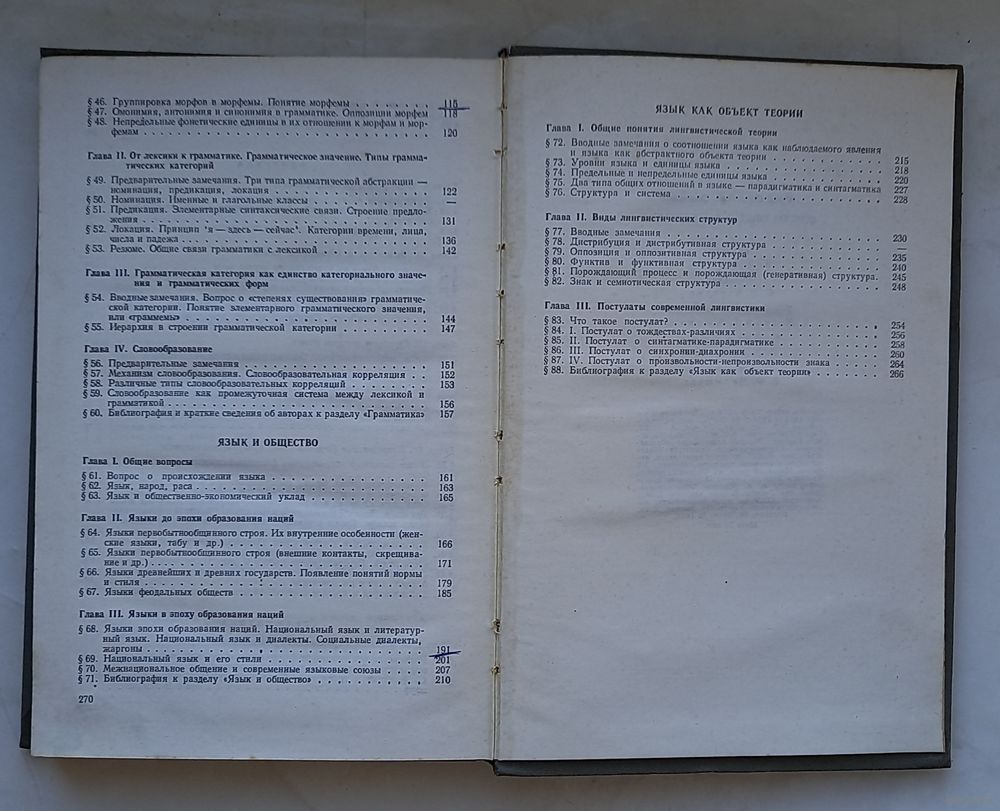 § 46. Группировка морфов в морфемы. Понятие морфемы . . . . . . . . 115
§ 47. Омонимия, антонимия и синонимия в грамматике. Оппозиции морфем 118
§ 48. Непредельные фонетические единицы в их отношении к морфам и мор-
фемам . . . . . . . . . . . . . . . . . . . . . . . . . . . 120
Глава II. От лексики к грамматике. Грамматическое значение. Типы грамма-
тических категорий
§ 49. Предварительные замечания. Три типа грамматической абстракции —
номинация, предикация, локация . . . . . . . . . . . . . . . 122
§ 50. Номинация. Именные и глагольные классы . . . . . . . . . . . —
§ 51. Предикация. Элементарные синтаксические связи. Строение предло-
жения . . . . . . . . . . . . . . . . . . . . . . . . . . . 131
§ 52. Локация. Принцип ‘я — здесь — сейчас’. Категории времени, лица,
числа и падежа . . . . . . . . . . . . . . . . . . . . . . . 136
§ 53. Резюме. Общие связи грамматики с лексикой . . . . . . . . . . 142
Глава III. Грамматическая категория как единство категориального значе-
ния и грамматических форм
§ 54. Вводные замечания. Вопрос о «степенях существования» граммати-
ческой категории. Понятие элементарного грамматического значения,
или «граммемы» . . . . . . . . . . . . . . . . . . . . . . . 144
§ 55. Иерархия в строении грамматической категории . . . . . . . . 147
Глава IV. Словообразование
§ 56. Предварительные замечания . . . . . . . . . . . . . . . . . . 151
§ 57. Механизм словообразования. Словообразовательная корреляция . . 152
§ 58. Различные типы словообразовательных корреляций . . . . . . . 153
§ 59. Словообразование как промежуточная система между лексикой и
грамматикой . . . . . . . . . . . . . . . . . . . . . . . . 156
§ 60. Библиография и краткие сведения об авторах к разделу «Грамматика» 157
ЯЗЫК И ОБЩЕСТВО
Глава I. Общие вопросы
§ 61. Вопрос о происхождении языка . . . . . . . . . . . . . . . . 161
§ 62. Язык, народ, раса . . . . . . . . . . . . . . . . . . . . . . 163
§ 63. Язык и общественно-экономический уклад . . . . . . . . . . . 165
Глава II. Языки до эпохи образования наций
§ 64. Языки первобытнообщинного строя. Их внутренние особенности (жен-
ские языки, табу и др.) . . . . . . . . . . . . . . . . . . . 166
§ 65. Языки первобытнообщинного строя (внешние контакты, скрещива-
ние и др.) . . . . . . . . . . . . . . . . . . . . . . . . . 171
§ 66. Языки древнейших и древних государств. Появление понятий нормы
и стиля . . . . . . . . . . . . . . . . . . . . . . . . . . 179
§ 67. Языки феодальных обществ . . . . . . . . . . . . . . . . . . 185
Глава III. Языки в эпоху образования наций
§ 68. Языки эпохи образования наций. Национальный язык и литератур-
ный язык. Национальный язык и диалекты. Социальные диалекты,
жаргоны . . . . . . . . . . . . . . . . . . . . . . . . . . 191
§ 69. Национальный язык и его стили . . . . . . . . . . . . . . . . 201
§ 70. Межнациональное общение и современные языковые союзы . . . . 207
§ 71. Библиография к разделу «Язык и общество» . . . . . . . . . . 210
270
ЯЗЫК КАК ОБЪЕКТ ТЕОРИИ
Глава I. Общие понятия лингвистической теории
§ 72. Вводные замечания о соотношении языка как наблюдаемого явления
и языка как абстрактного объекта теории . . . . . . . . . . . 215
§ 73. Уровни языка и единицы языка . . . . . . . . . . . . . . . . 218
§ 74. Предельные и непредельные единицы языка . . . . . . . . . . . 220
§ 75. Два типа общих отношений в языке — парадигматика и синтагматика 227
§ 76. Структура и система . . . . . . . . . . . . . . . . . . . . . 228
Глава II. Виды лингвистических структур
§ 77. Вводные замечания . . . . . . . . . . . . . . . . . . . . . . 230
§ 78. Дистрибуция и дистрибутивная структура . . . . . . . . . . . —
§ 79. Оппозиция и оппозитивная структура . . . . . . . . . . . . . 235
§ 80. Функтив и функтивная структура . . . . . . . . . . . . . . . 240
§ 81. Порождающий процесс и порождающая (генеративная) структура. 245
§ 82. Знак и семиотическая структура . . . . . . . . . . . . . . . 248
Глава III. Постулаты современной лингвистики
§ 83. Что такое постулат? . . . . . . . . . . . . . . . . . . . . . 254
§ 84. I. Постулат о тождествах-различиях . . . . . . . . . . . . . 256
§ 85. II. Постулат о синтагматике-парадигматике . . . . . . . . . . 258
§ 86. III. Постулат о синхронии-диахронии . . . . . . . . . . . . . 260
§ 87. IV. Постулат о произвольности-непроизвольности знака . . . . 264
§ 88. Библиография к разделу «Язык как объект теории» . . . . . . . 266